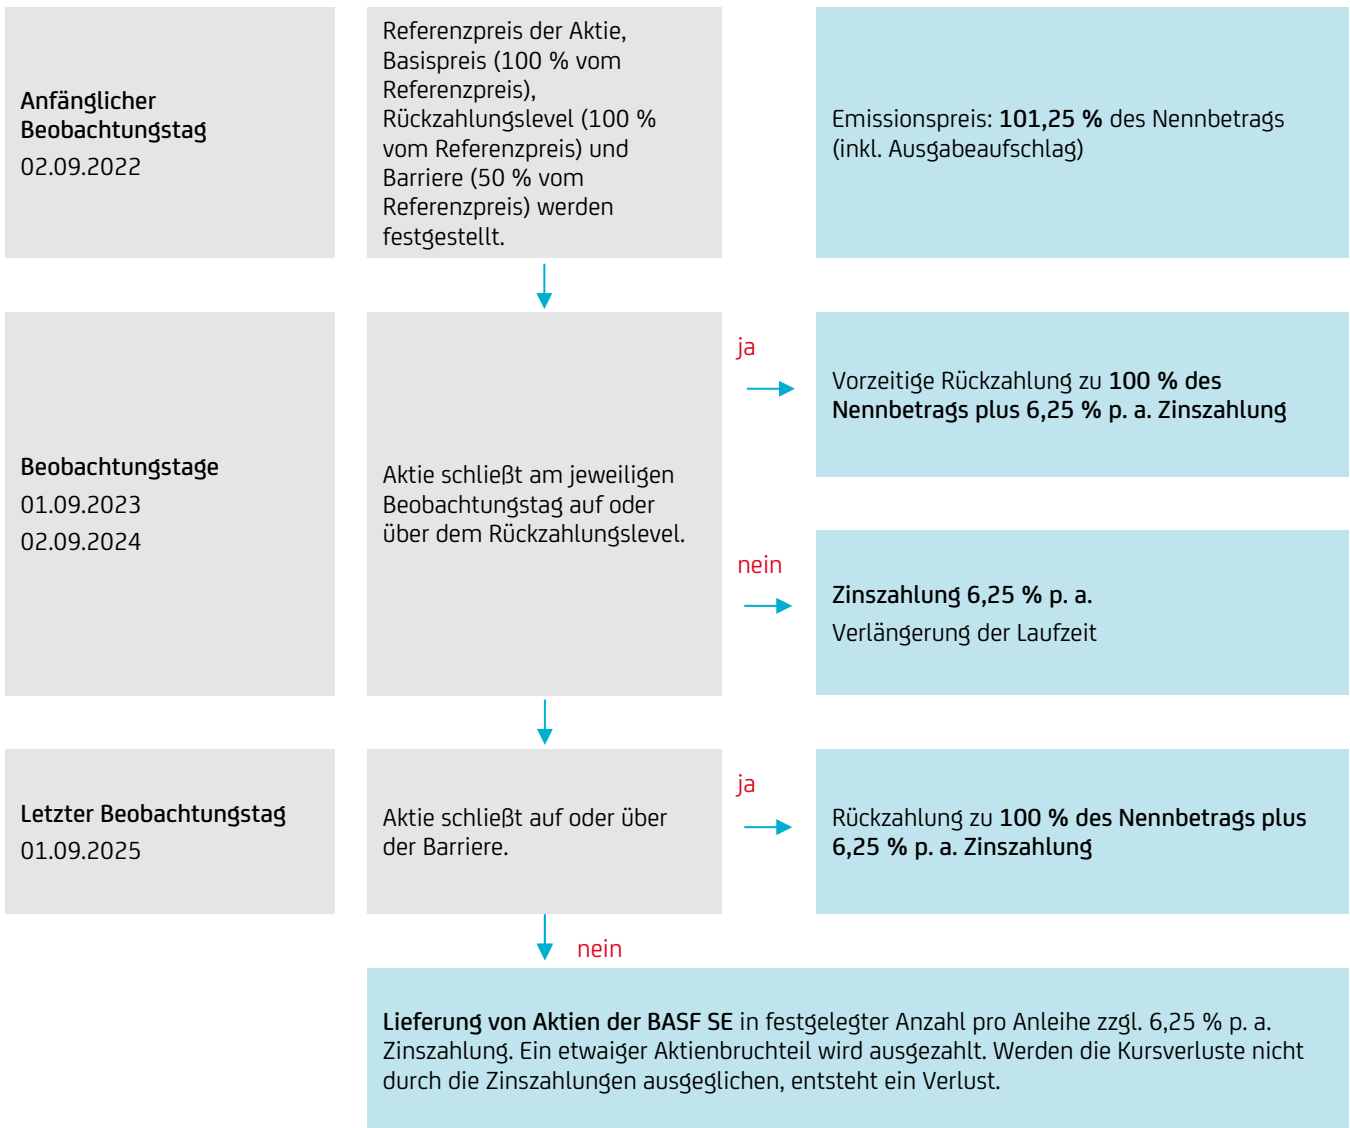 Anfänglicher
Beobachtungstag
02.09.2022
Referenzpreis der Aktie,
Basispreis (100 % vom
Referenzpreis),
Rückzahlungslevel (100 %
vom Referenzpreis) und
Barriere (50 % vom
Referenzpreis) werden
festgestellt.
Emissionspreis: 101,25 % des Nennbetrags
(inkl. Ausgabeaufschlag)
Beobachtungstage
01.09.2023
02.09.2024
Aktie schließt am jeweiligen
Beobachtungstag auf oder
über dem Rückzahlungslevel.
ja
Vorzeitige Rückzahlung zu 100 % des
Nennbetrags plus 6,25 % p. a. Zinszahlung
nein
Zinszahlung 6,25 % p. a.
Verlängerung der Laufzeit
Letzter Beobachtungstag
01.09.2025
Aktie schließt auf oder über
der Barriere.
ja
Rückzahlung zu 100 % des Nennbetrags plus
6,25 % p. a. Zinszahlung
nein
Lieferung von Aktien der BASF SE in festgelegter Anzahl pro Anleihe zzgl. 6,25 % p. a.
Zinszahlung. Ein etwaiger Aktienbruchteil wird ausgezahlt. Werden die Kursverluste nicht
durch die Zinszahlungen ausgeglichen, entsteht ein Verlust.